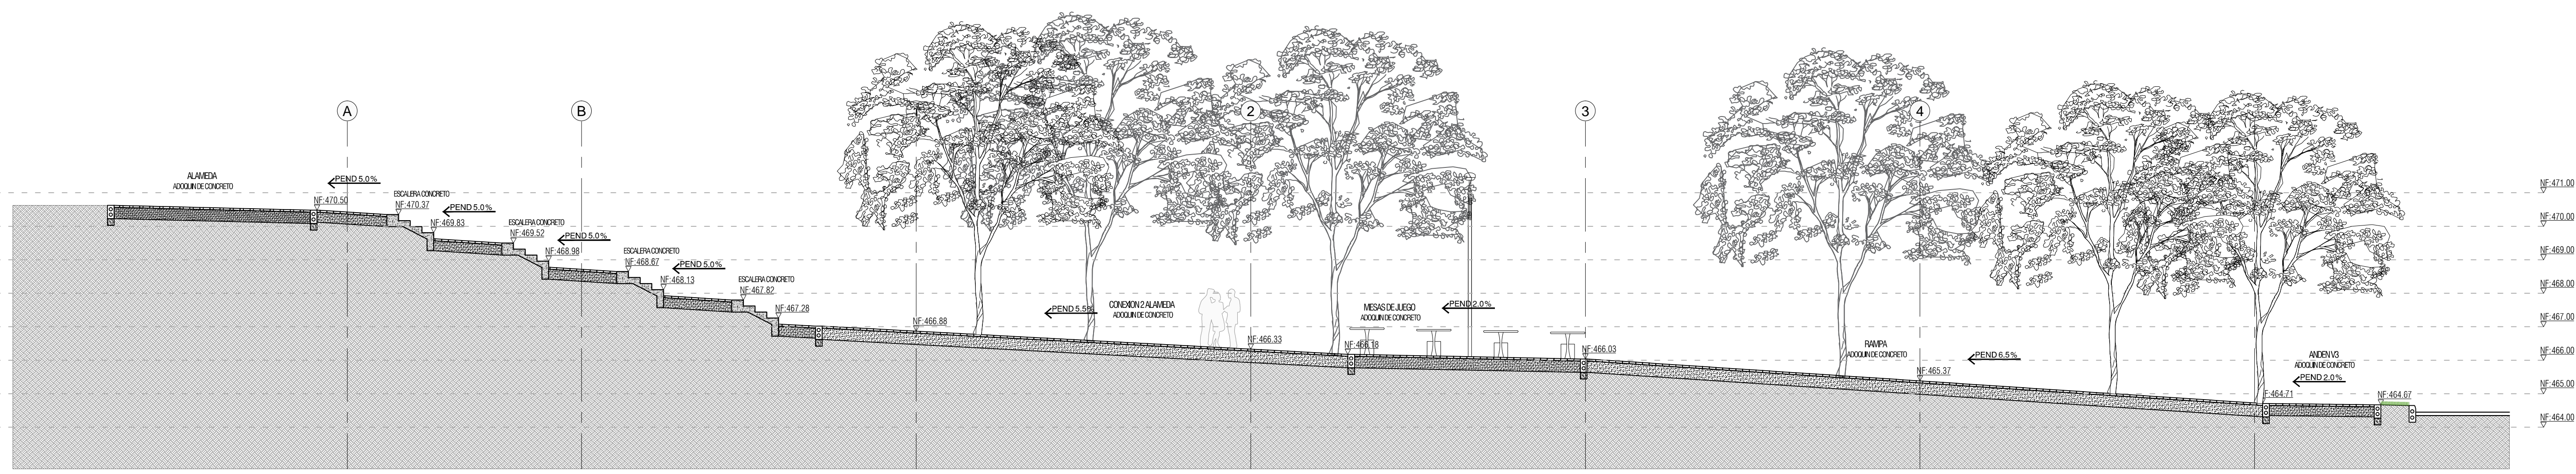 A
B
2
3
4
ALAMEDA
ADOQUIN DE CONCRETO
PEND 5.0%
NF:470.50
ESCALERA CONCRETO
NF:470.37
PEND 5.0%
NF:469.83
ESCALERA CONCRETO
NF:469.52
PEND 5.0%
NF:468.98
ESCALERA CONCRETO
NF:468.67
PEND 5.0%
NF:468.13
ESCALERA CONCRETO
NF:467.82
NF:467.28
NF:466.88
PEND 5.5%
CONEXION 2 ALAMEDA
ADOQUIN DE CONCRETO
NF:466.33
MESAS DE JUEGO
ADOQUIN DE CONCRETO
NF:466.18
PEND 2.0%
NF:466.03
RAMPA
ADOQUIN DE CONCRETO
NF:465.37
PEND 6.5%
ANDEN V3
ADOQUIN DE CONCRETO
PEND 2.0%
F:464.71
NF:464.67
NF:471.00
NF:470.00
NF:469.00
NF:468.00
NF:467.00
NF:466.00
NF:465.00
NF:464.00